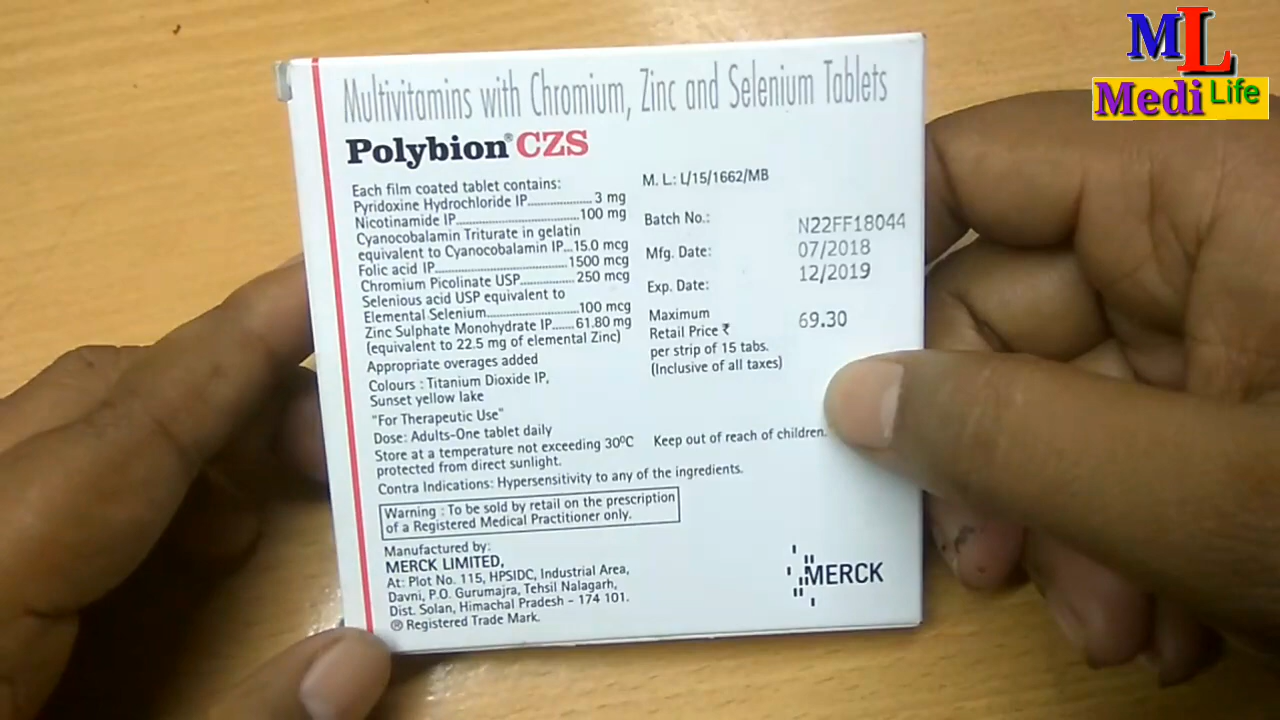 ML
Medi Life
Multivitamins with Chromium, Zinc and Selenium Tablets
Polybion® CZS
Each film coated tablet contains:
Pyridoxine Hydrochloride IP..................3 mg
Nicotinamide IP..................................100 mg
Cyanocobalamin Triturate in gelatin
equivalent to Cyanocobalamin IP...15.0 mcg
Folic acid IP....................................1500 mcg
Chromium Picolinate USP..................250 mcg
Selenious acid USP equivalent to
Elemental Selenium..........................100 mcg
Zinc Sulphate Monohydrate IP......61.80 mg
(equivalent to 22.5 mg of elemental Zinc)
Appropriate overages added
Colours : Titanium Dioxide IP,
Sunset yellow lake
"For Therapeutic Use"
Dose: Adults-One tablet daily
Store at a temperature not exceeding 30⁰C
protected from direct sunlight.
Contra Indications: Hypersensitivity to any of the ingredients.
Warning : To be sold by retail on the prescription
of a Registered Medical Practitioner only.
Manufactured by:
MERCK LIMITED,
At: Plot No. 115, HPSIDC, Industrial Area,
Davni, P.O. Gurumajra, Tehsil Nalagarh,
Dist. Solan, Himachal Pradesh - 174 101.
® Registered Trade Mark.
M. L.: L/15/1662/MB
Batch No.: N22FF18044
Mfg. Date: 07/2018
Exp. Date: 12/2019
Maximum
Retail Price ₹ 69.30
per strip of 15 tabs.
(Inclusive of all taxes)
Keep out of reach of children.
MERCK